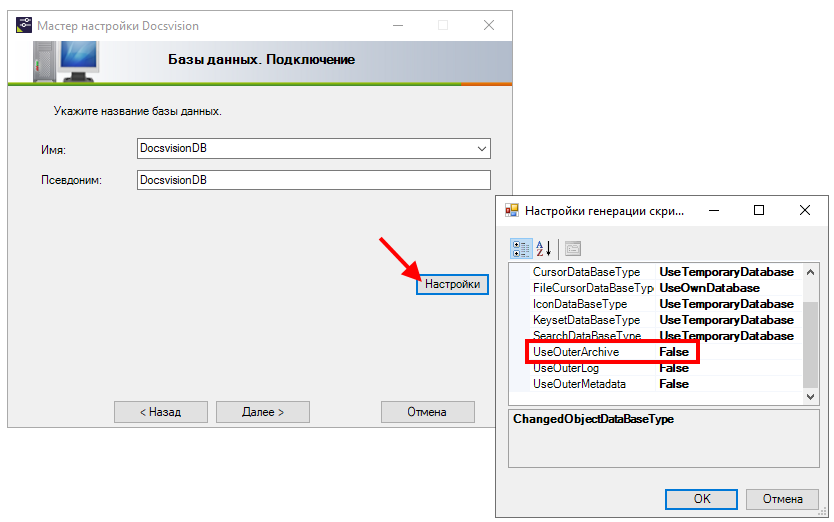 Мастер настройки Docsvision
Базы данных. Подключение
Укажите название базы данных.
Имя:
DocsvisionDB
Псевдоним:
DocsvisionDB
Настройки
< Назад
Далее >
Отмена
Настройки генерации скри...
CursorDataBaseType UseTemporaryDatabase
FileCursorDataBaseTyp UseOwnDatabase
IconDataBaseType UseTemporaryDatabase
KeysetDataBaseType UseTemporaryDatabase
SearchDataBaseType UseTemporaryDatabase
UseOuterArchive False
UseOuterLog False
UseOuterMetadata False
ChangedObjectDataBaseType
OK
Отмена